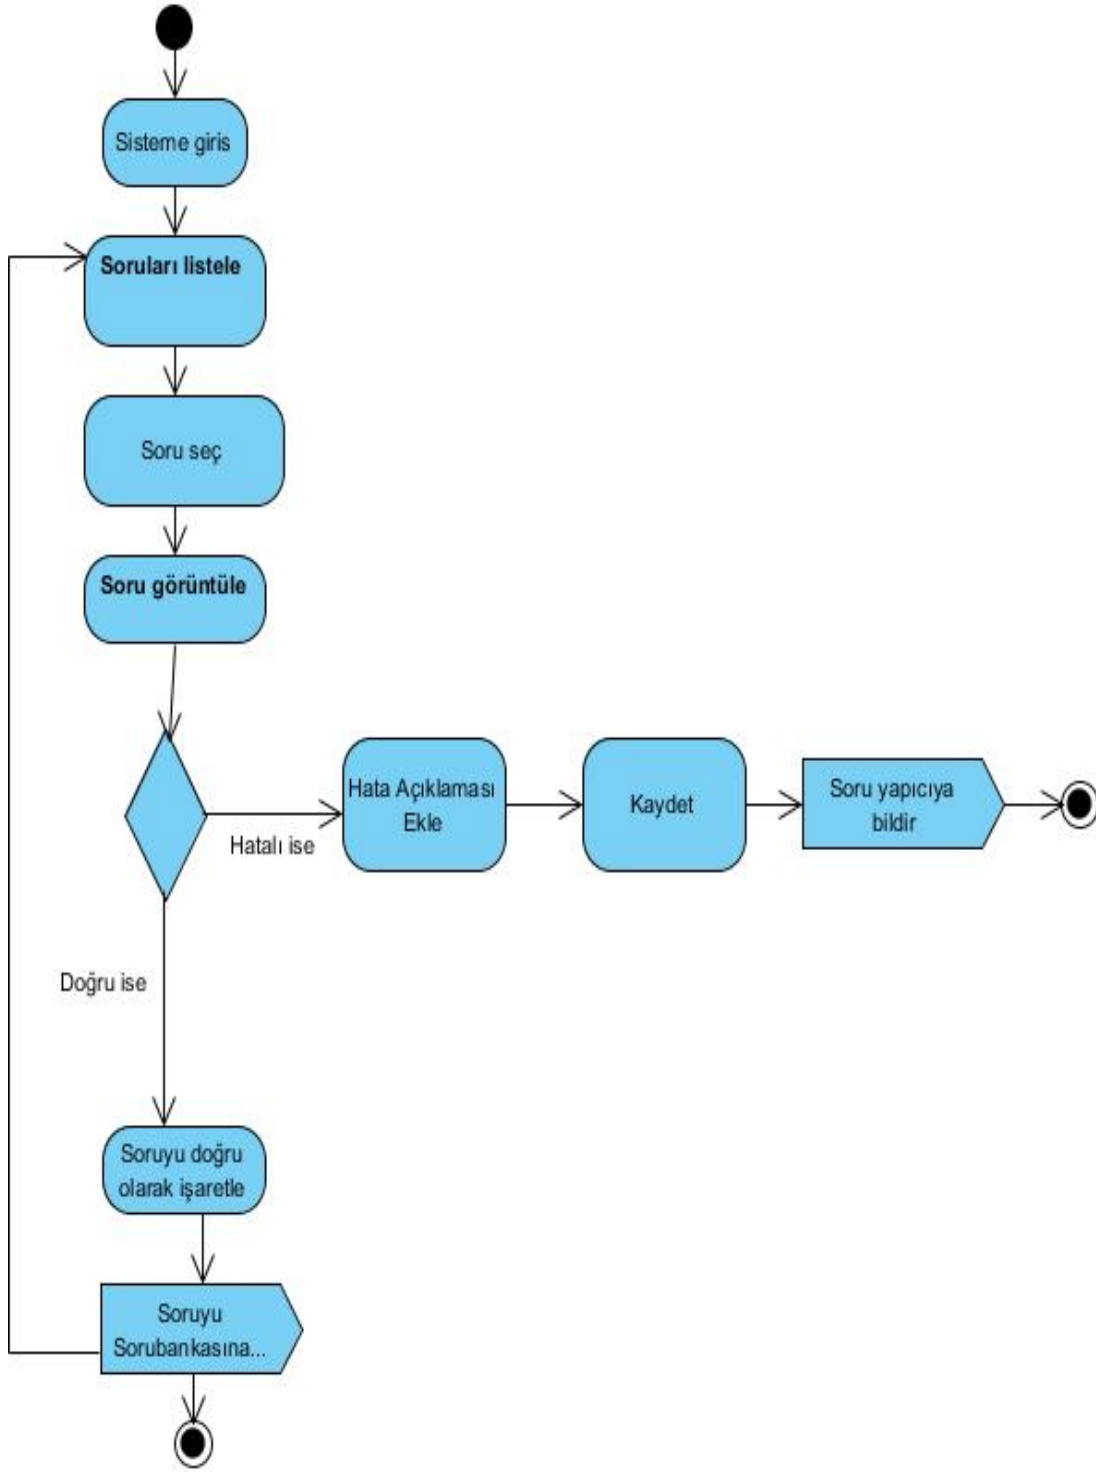 Sisteme giris
Soruları listele
Soru seç
Soru görüntüle
Hata Açıklaması
Ekle
Kaydet
Soru yapıcıya
bildir
Hatalı ise
Doğru ise
Soruyu doğru
olarak işaretle
Soruyu
Sorubankasına...